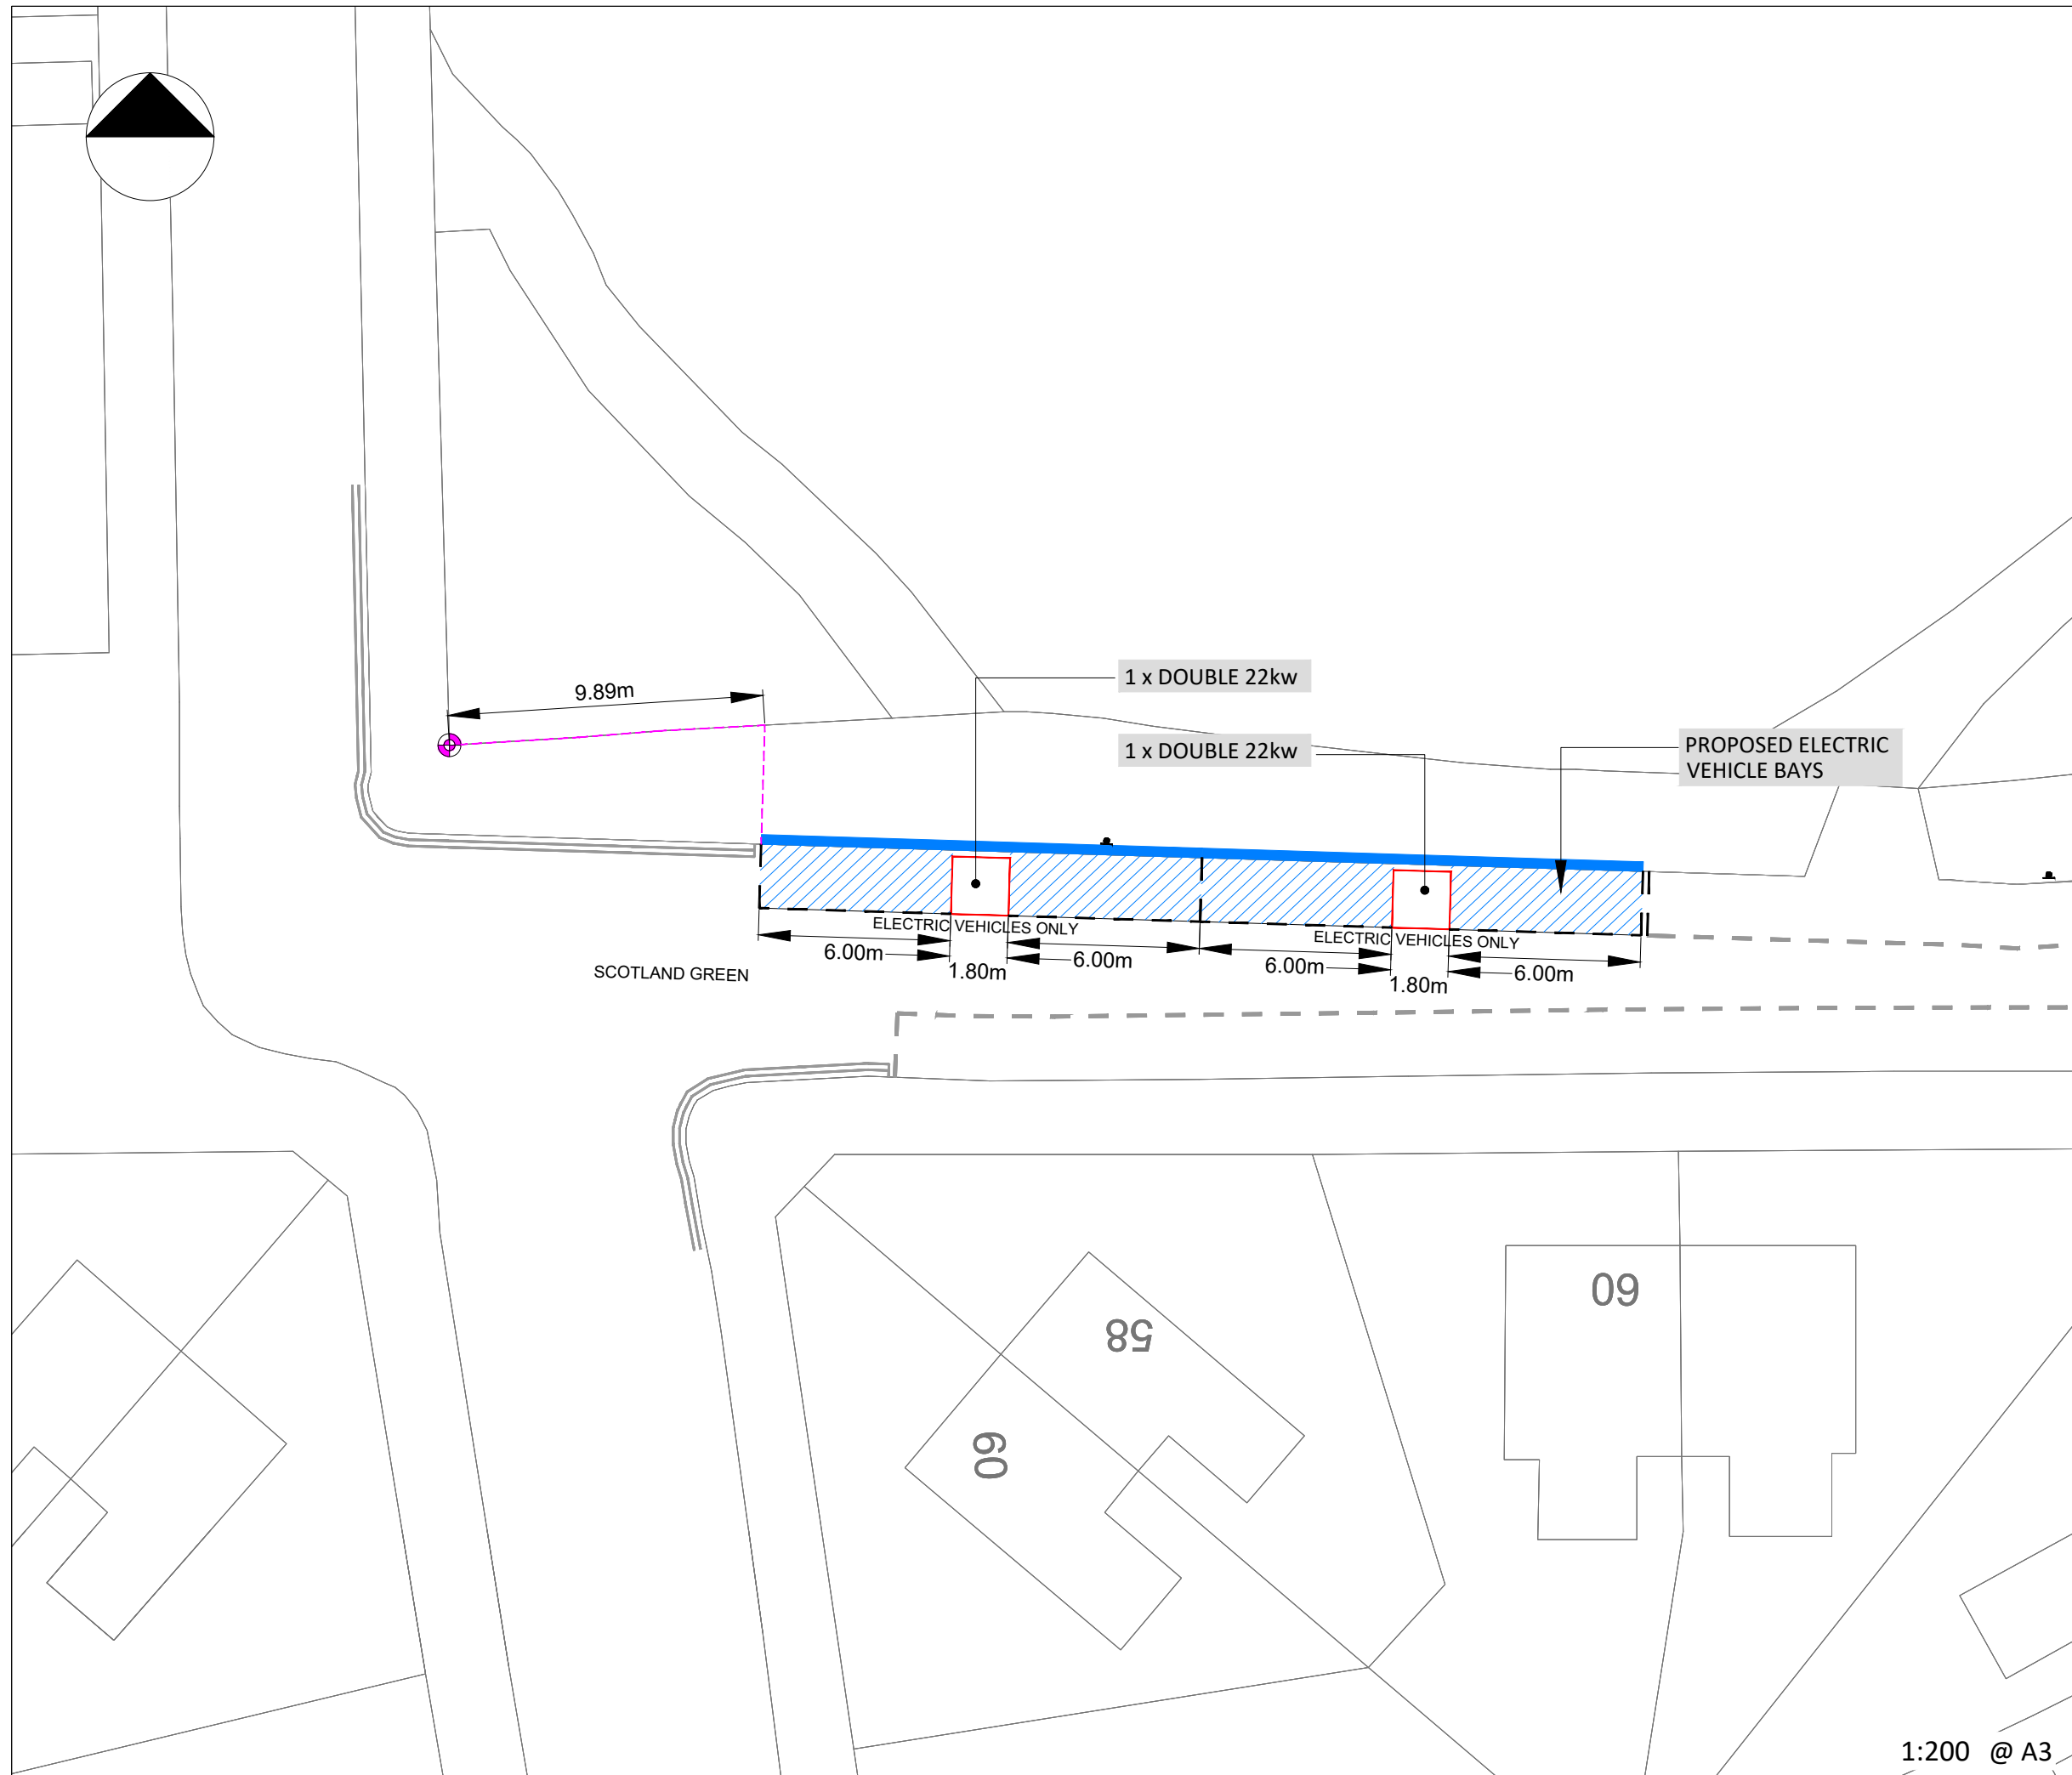 9.89m
1 x DOUBLE 22kw
1 x DOUBLE 22kw
PROPOSED ELECTRIC
VEHICLE BAYS
ELECTRIC VEHICLES ONLY
ELECTRIC VEHICLES ONLY
6.00m
1.80m
6.00m
6.00m
1.80m
6.00m
SCOTLAND GREEN
58
60
60
1:200 @ A3